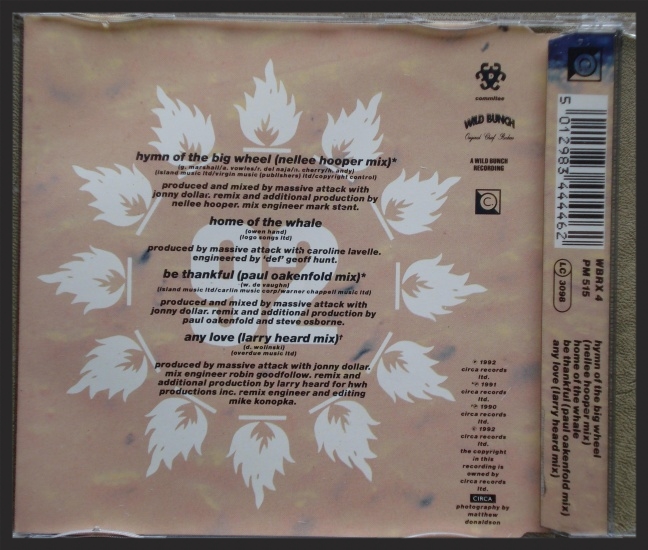 hymn of the big wheel (nellee hooper mix)*
(g. marshall/a. vowles/r. del naja/n. cherry/h. andy)
(island music ltd/virgin music (publishers) ltd/copyright control)
produced and mixed by massive attack with
jonny dollar. remix and additional production by
nellee hooper. mix engineer mark stent.
home of the whale
(owen hand)
(logo songs ltd)
produced by massive attack with caroline lavelle.
engineered by 'def' geoff hunt.
be thankful (paul oakenfold mix)*
(w. de vaughn)
(island music ltd/carlin music corp/warner chappell music ltd)
produced and mixed by massive attack with
jonny dollar. remix and additional production by
paul oakenfold and steve osborne.
any love (larry heard mix)†
(d. wolinski)
(overdue music ltd)
produced by massive attack with jonny dollar.
mix engineer robin goodfollow. remix and
additional production by larry heard for hwh
productions inc. remix engineer and editing
mike konopka.
92
committee
WILD BUNCH
A WILD BUNCH
RECORDING
C
℗ 1992
circa records
ltd.
*℗ 1991
circa records
ltd.
†℗ 1990
circa records
ltd.
© 1992
circa records
ltd.
the copyright
in this
recording is
owned by
circa records
ltd.
CIRCA
photography by
matthew
donaldson
C
5 012983 444462
WBRX 4
PM 515
LC 3098
hymn of the big wheel
(nellee hooper mix)
home of the whale
be thankful (paul oakenfold mix)
any love (larry heard mix)